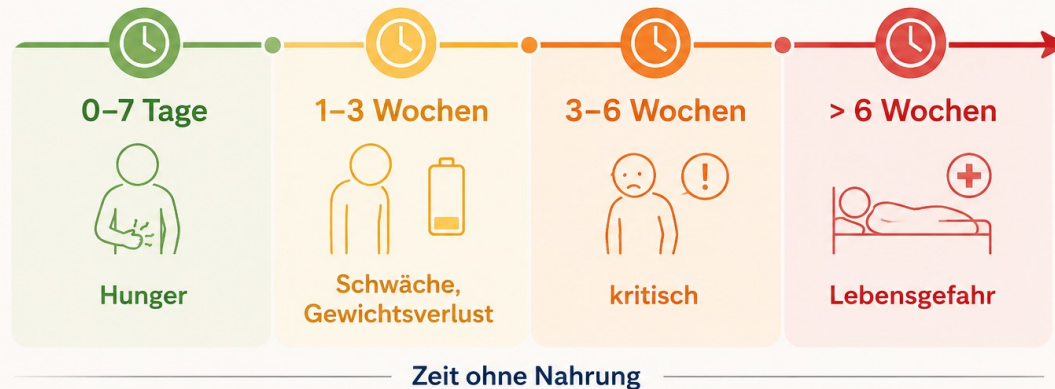 0–7 Tage
1–3 Wochen
3–6 Wochen
> 6 Wochen
!
Hunger
Schwäche,
Gewichtsverlust
kritisch
Lebensgefahr
Zeit ohne Nahrung